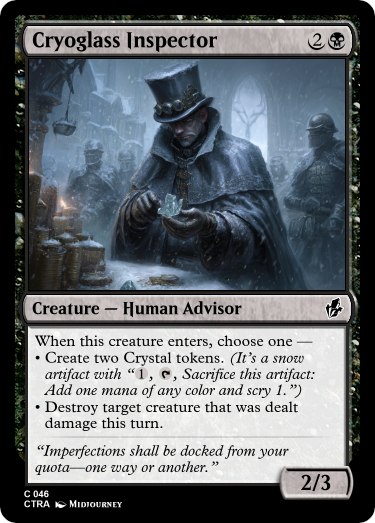 Cryoglass Inspector 2
Creature — Human Advisor
When this creature enters, choose one —
• Create two Crystal tokens. (It's a snow
artifact with “1, , Sacrifice this artifact:
Add one mana of any color and scry 1.”)
• Destroy target creature that was dealt
damage this turn.
“Imperfections shall be docked from your
quota—one way or another.”
2/3
C 046
CTRA Midjourney